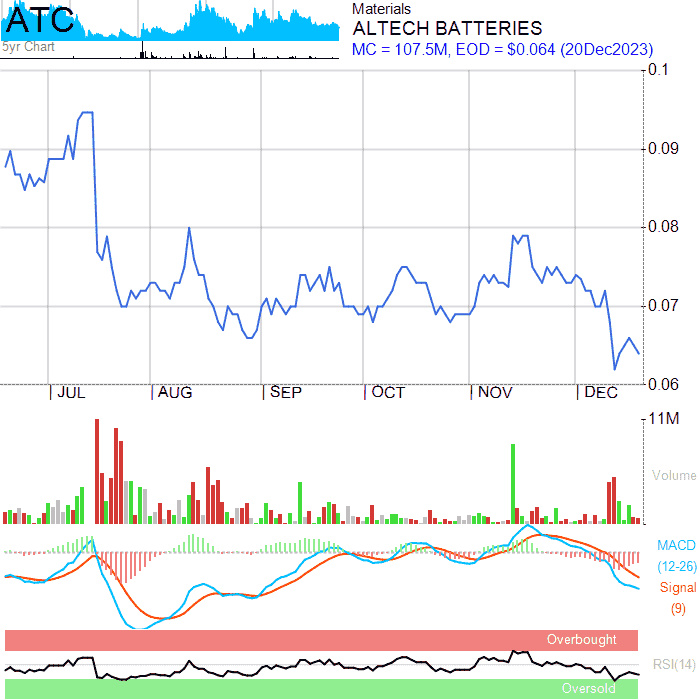 ATC
5yr Chart
Materials
ALTECH BATTERIES
MC = 107.5M, EOD = $0.064 (20Dec2023)
0.1
0.09
0.08
0.07
0.06
JUL AUG SEP OCT NOV DEC
11M
Volume
MACD
(12-26)
Signal
(9)
Overbought
RSI(14)
Oversold